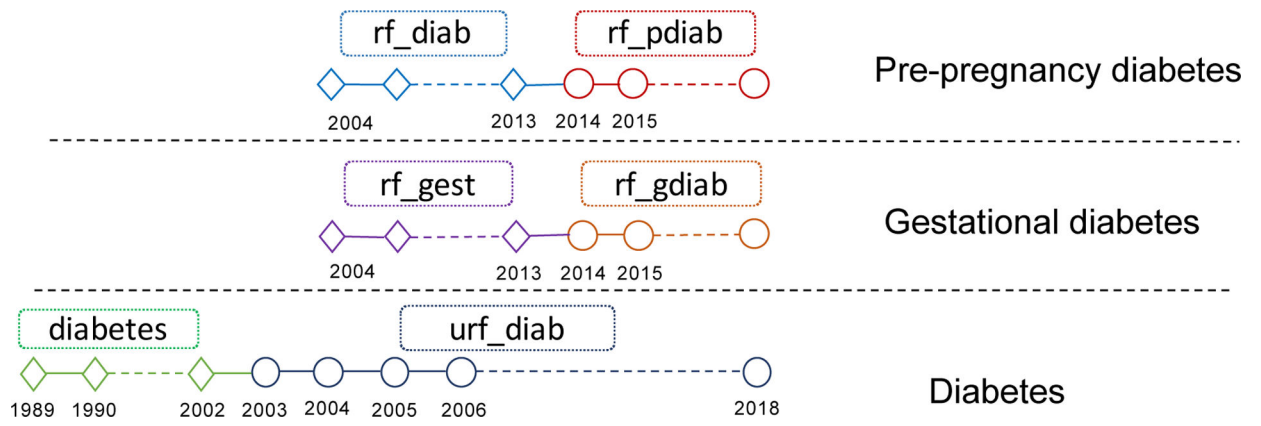 rf_diab rf_pdiab
Pre-pregnancy diabetes
2004 2013 2014 2015
rf_gest rf_gdiab
Gestational diabetes
2004 2013 2014 2015
diabetes urf_diab
Diabetes
1989 1990 2002 2003 2004 2005 2006 2018